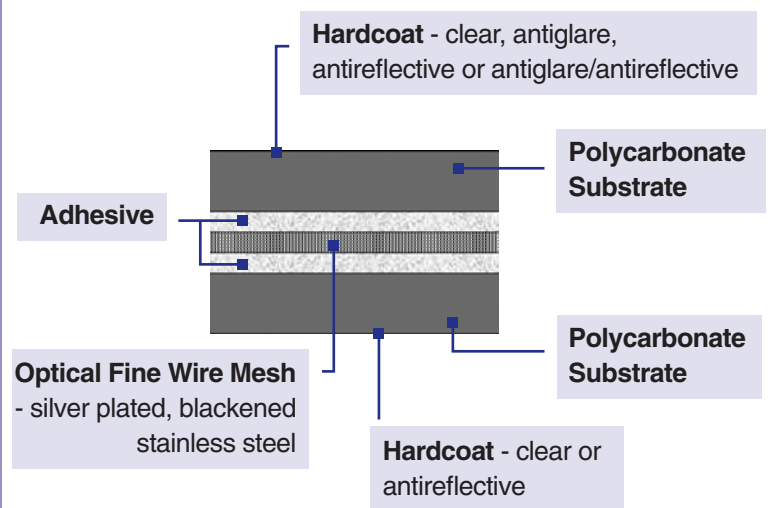 Hardcoat - clear, antiglare,
antireflective or antiglare/antireflective
Polycarbonate
Substrate
Adhesive
Polycarbonate
Substrate
Optical Fine Wire Mesh
- silver plated, blackened
stainless steel
Hardcoat - clear or
antireflective